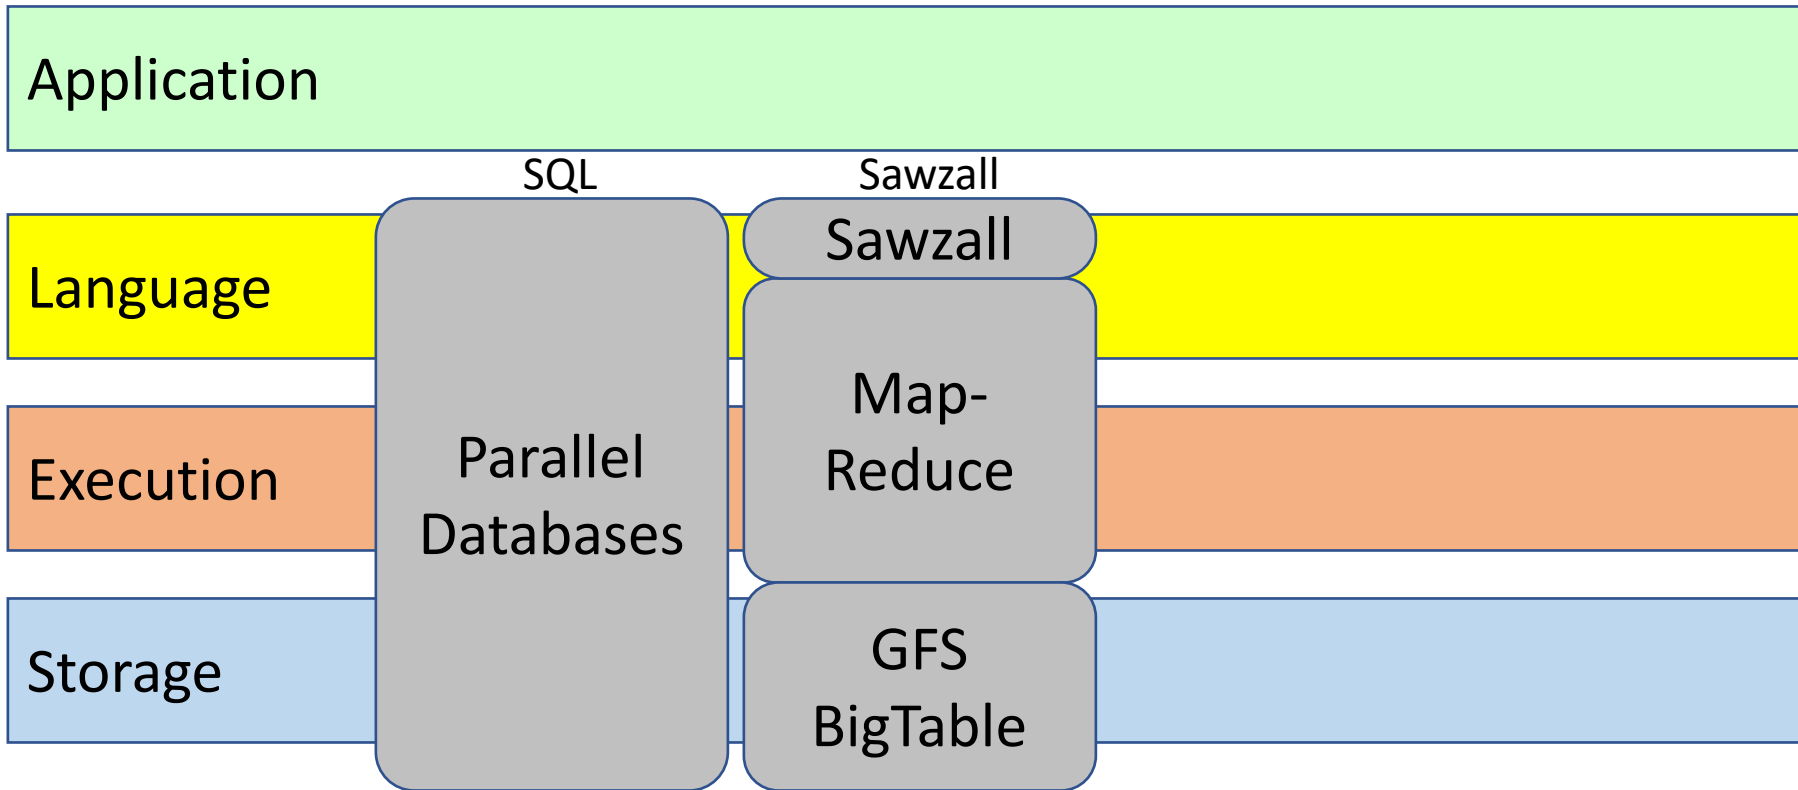 Application
SQL
Sawzall
Language
Sawzall
Execution
Parallel
Databases
Map-
Reduce
Storage
GFS
BigTable